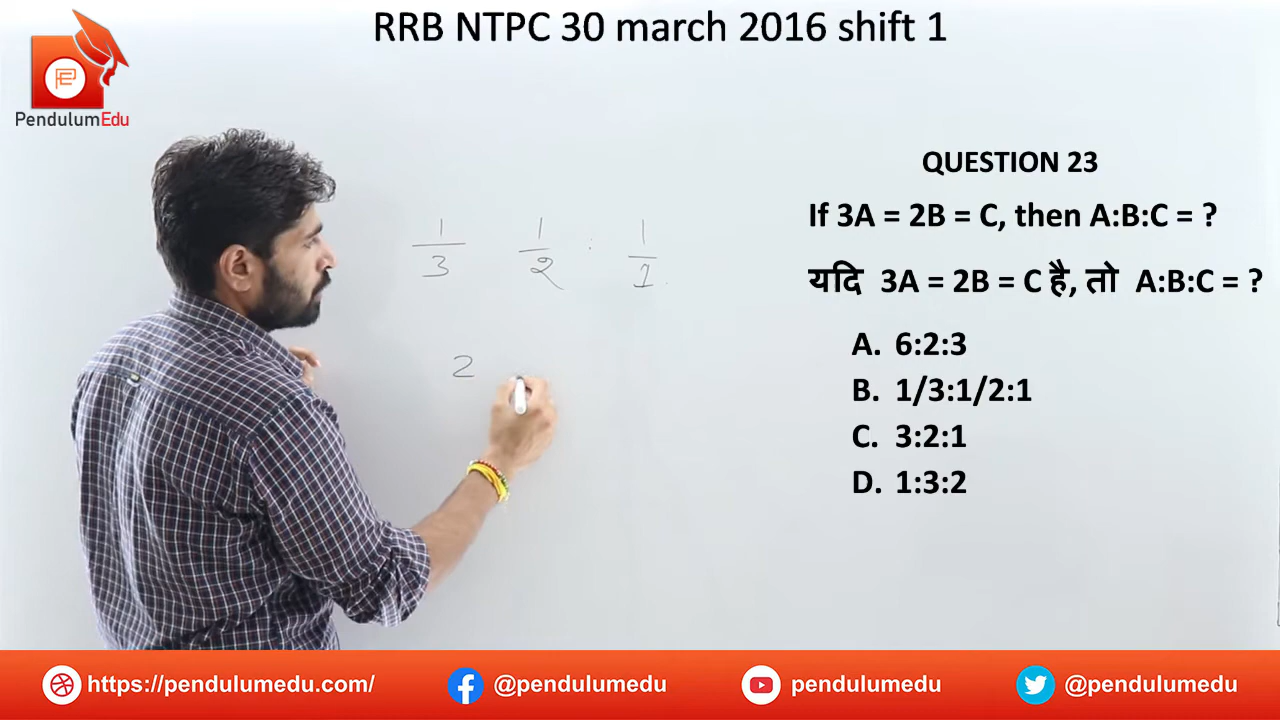 RRB NTPC 30 march 2016 shift 1
PendulumEdu
QUESTION 23
If 3A = 2B = C, then A:B:C = ?
यदि 3A = 2B = C है, तो A:B:C = ?
A. 6:2:3
B. 1/3:1/2:1
C. 3:2:1
D. 1:3:2
1/3 1/2 : 1/1
2
https://pendulumedu.com/ @pendulumedu pendulumedu @pendulumedu